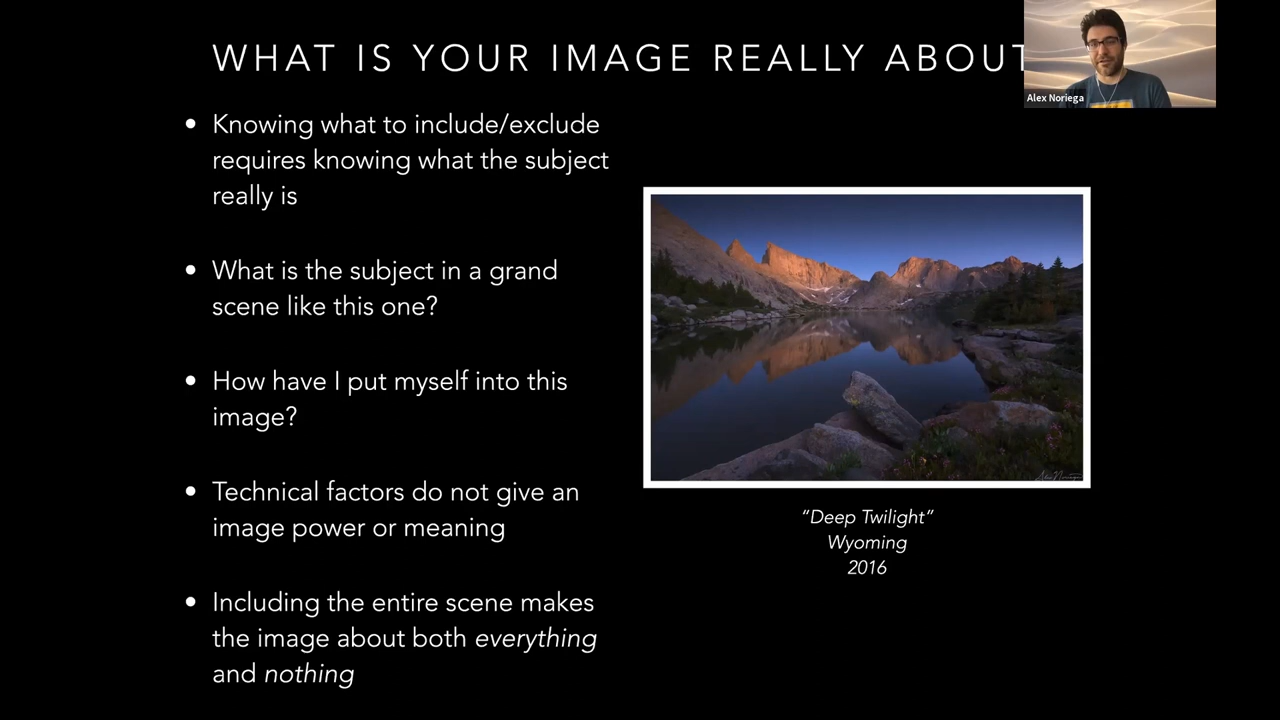 WHAT IS YOUR IMAGE REALLY ABOUT
Alex Noriega
• Knowing what to include/exclude
requires knowing what the subject
really is
• What is the subject in a grand
scene like this one?
• How have I put myself into this
image?
• Technical factors do not give an
image power or meaning
• Including the entire scene makes
the image about both everything
and nothing
Alex Noriega
“Deep Twilight”
Wyoming
2016